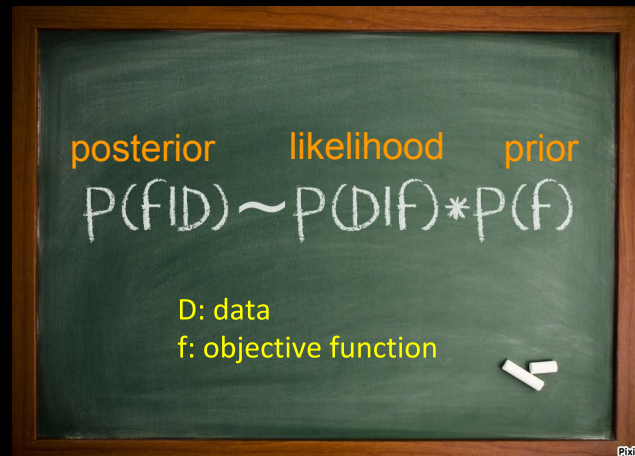 posterior likelihood prior
P(f|D) ~ P(D|f) * P(f)
D: data
f: objective function
Pixi